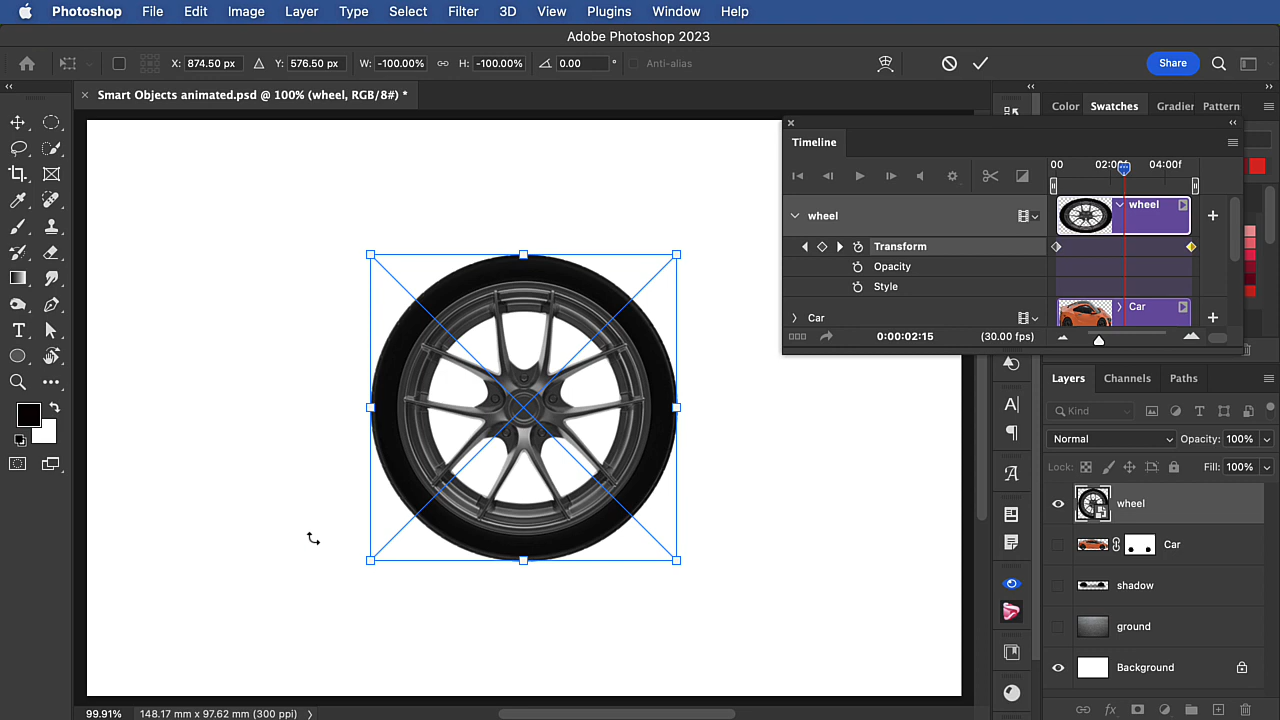 Photoshop File Edit Image Layer Type Select Filter 3D View Plugins Window Help
Adobe Photoshop 2023
X: 874.50 px Y: 576.50 px W: -100.00% H: -100.00% 0.00 ° Anti-alias Share
Smart Objects animated.psd @ 100% (wheel, RGB/8#) *
Color Swatches Gradier Pattern
Timeline
00 02:00f 04:00f
wheel
wheel
Transform
Opacity
Style
Car
Car
0:00:02:15 (30.00 fps)
Layers Channels Paths
Kind
Normal Opacity: 100%
Lock: Fill: 100%
wheel
Car
shadow
ground
Background
99.91% 148.17 mm x 97.62 mm (300 ppi)